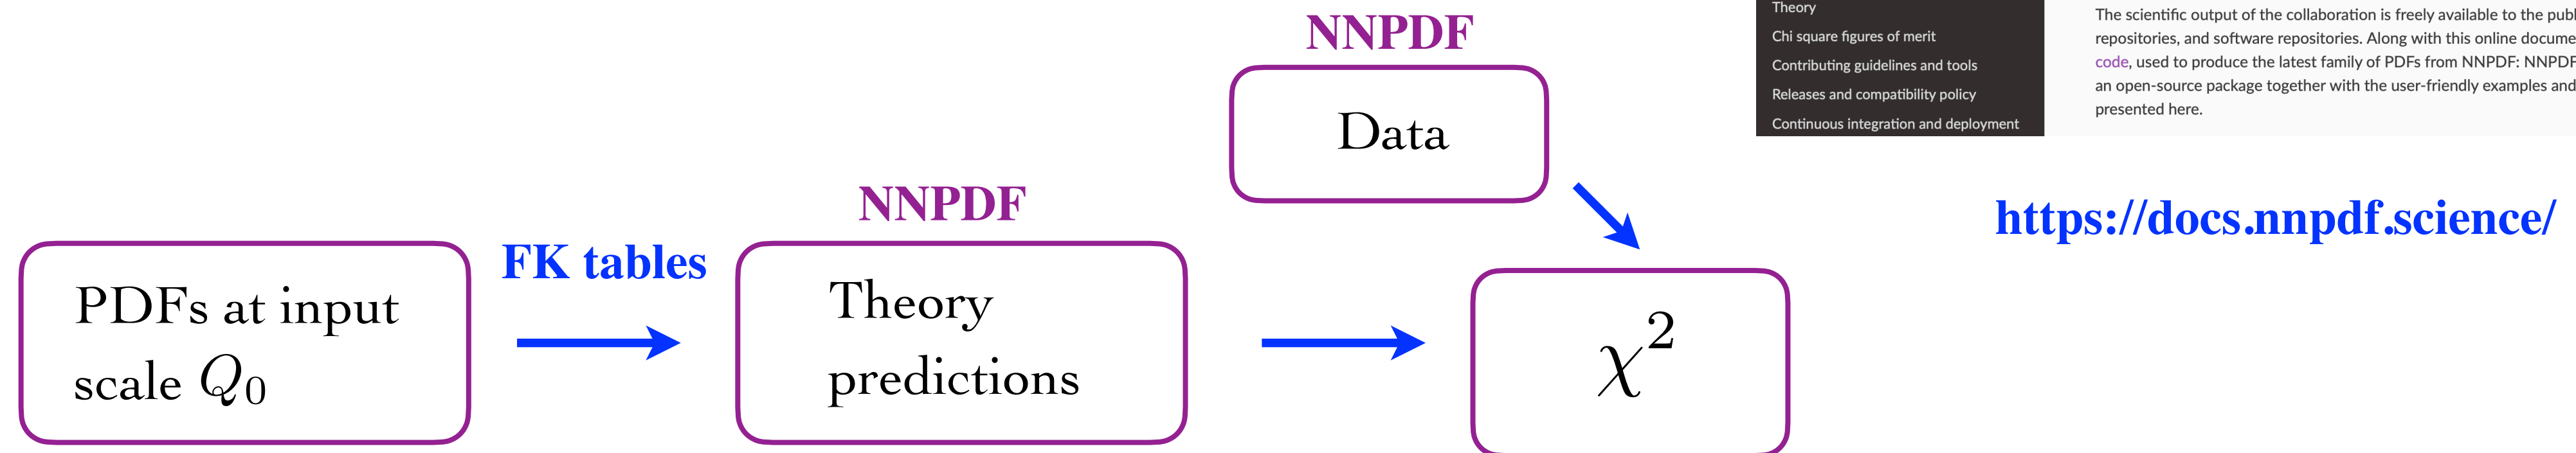 NNPDF
Data
NNPDF
FK tables
PDFs at input
scale Q₀
Theory
predictions
χ²
Theory
Chi square figures of merit
Contributing guidelines and tools
Releases and compatibility policy
Continuous integration and deployment
The scientific output of the collaboration is freely available to the
repositories, and software repositories. Along with this online
code, used to produce the latest family of PDFs from NNPDF:
an open-source package together with the user-friendly examples and
presented here.
https://docs.nnpdf.science/